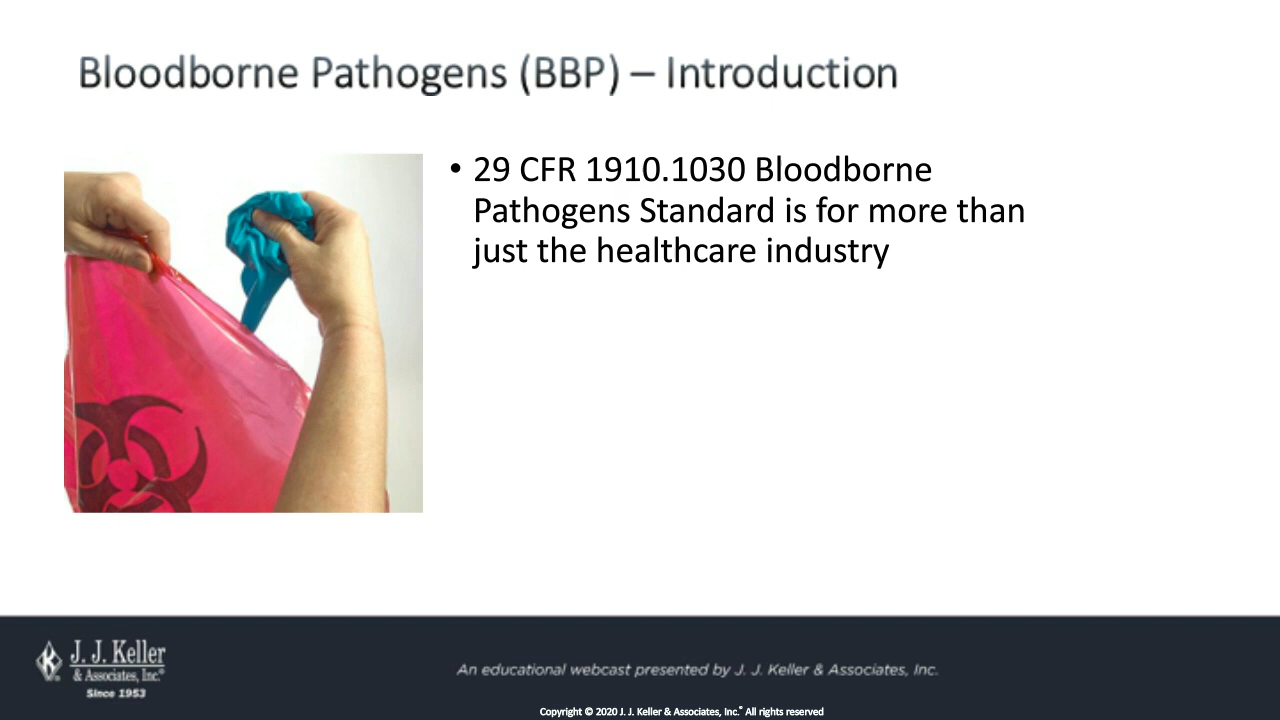 Bloodborne Pathogens (BBP) – Introduction
• 29 CFR 1910.1030 Bloodborne
Pathogens Standard is for more than
just the healthcare industry
J. J. Keller
& Associates, Inc.®
Since 1953
An educational webcast presented by J. J. Keller & Associates, Inc.
Copyright © 2020 J. J. Keller & Associates, Inc.® All rights reserved